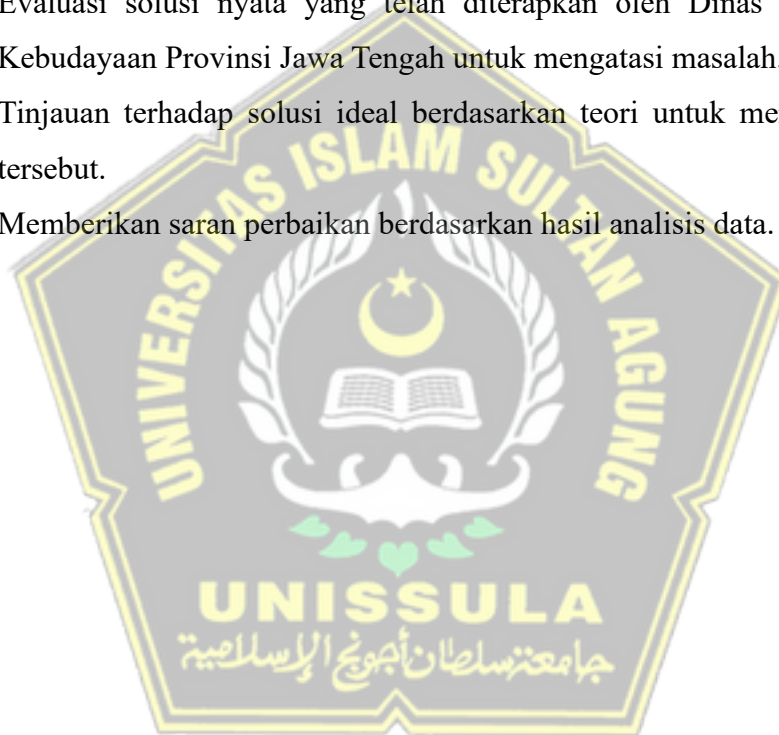 Evaluasi solusi nyata yang telah diterapkan oleh Dinas
Kebudayaan Provinsi Jawa Tengah untuk mengatasi masalah.
Tinjauan terhadap solusi ideal berdasarkan teori untuk me
tersebut.
Memberikan saran perbaikan berdasarkan hasil analisis data.
UNIVERSITAS ISLAM SULTAN AGUNG
UNISSULA
جامعتنسلطان أجونج الإسلامية